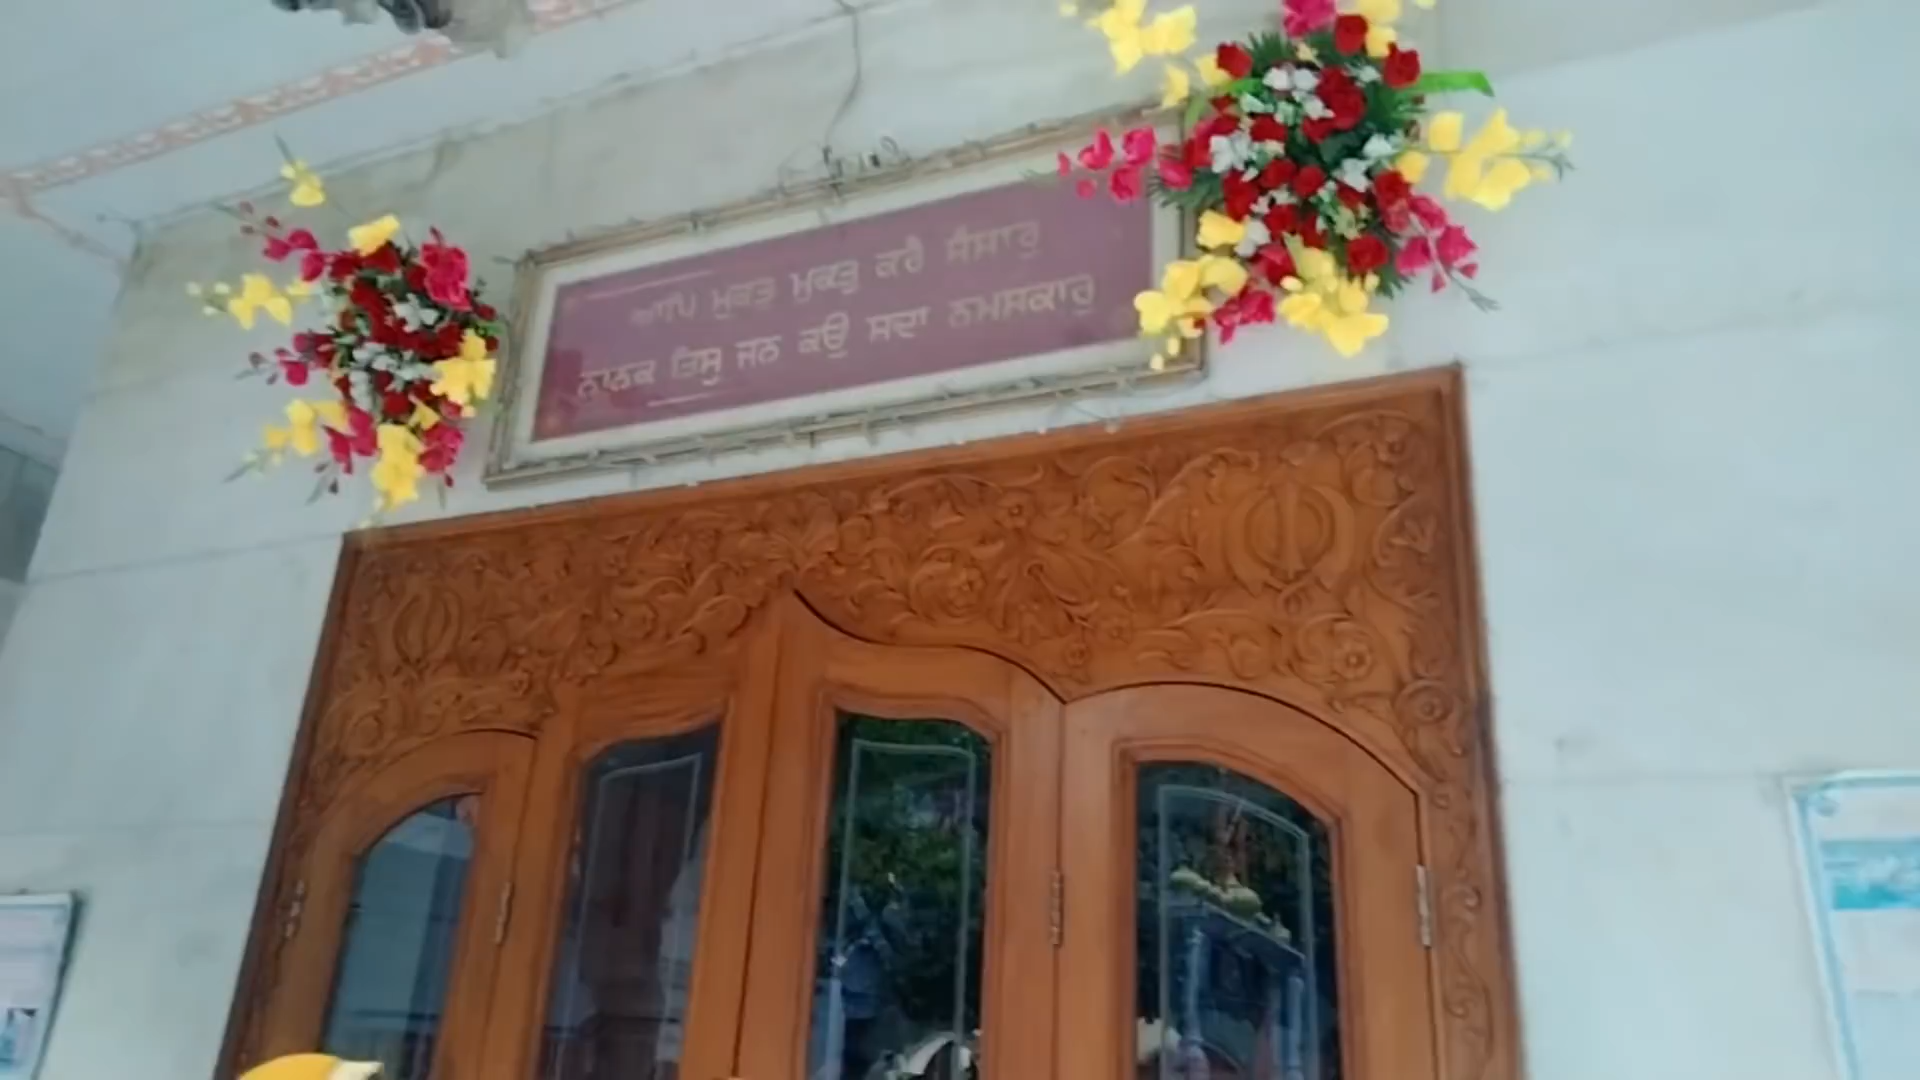 ਆਪਿ ਮੁਕਤੁ ਮੁਕਤੁ ਕਰੈ ਸੰਸਾਰੁ
ਨਾਨਕ ਤਿਸੁ ਜਨ ਕਉ ਸਦਾ ਨਮਸਕਾਰੁ